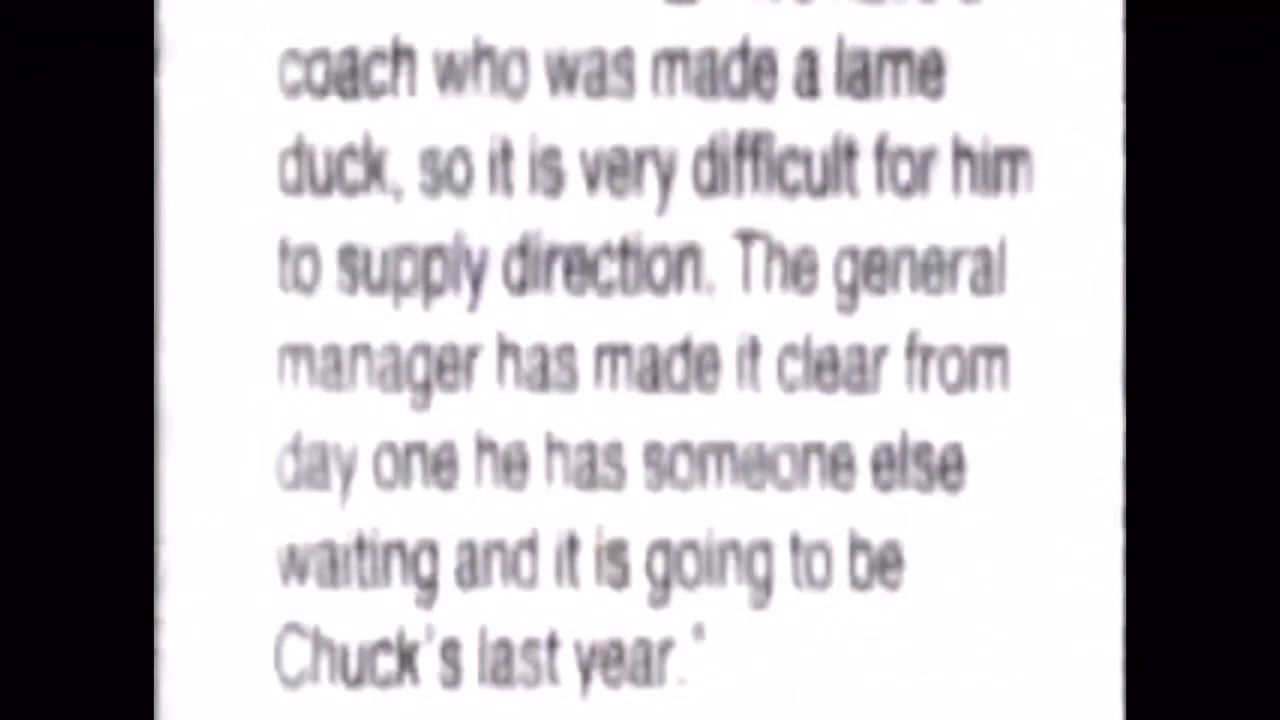 coach who was made a lame
duck, so it is very difficult for him
to supply direction. The general
manager has made it clear from
day one he has someone else
waiting and it is going to be
Chuck's last year."